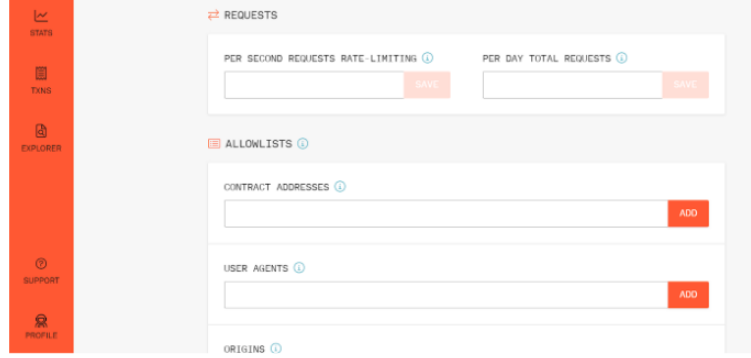 STATS
TXNS
EXPLORER
SUPPORT
PROFILE
REQUESTS
PER SECOND REQUESTS RATE-LIMITING
SAVE
PER DAY TOTAL REQUESTS
SAVE
ALLOWLISTS
CONTRACT ADDRESSES
ADD
USER AGENTS
ADD
ORIGINS